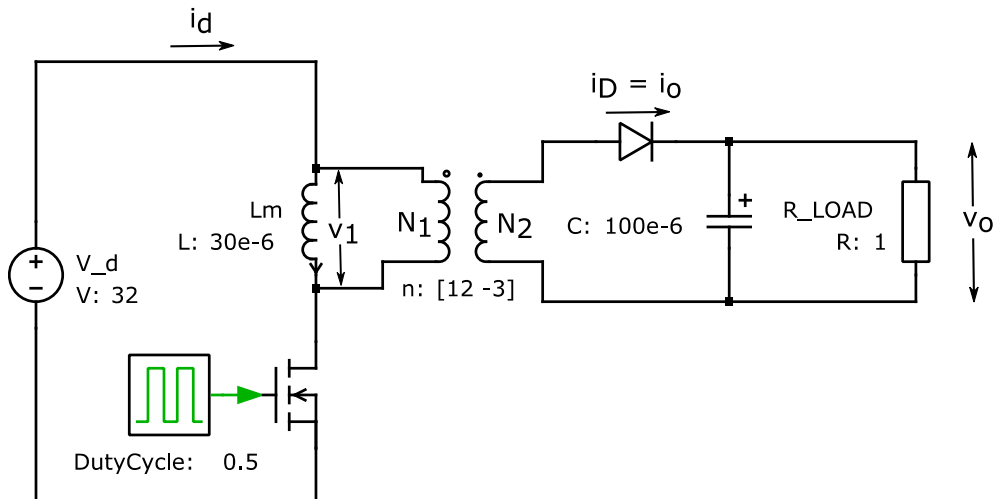 i_d
i_D = i_o
Lm
L: 30e-6
v_1
N_1
N_2
n: [12 -3]
C: 100e-6
+
R_LOAD
R: 1
v_o
+
−
V_d
V: 32
DutyCycle: 0.5